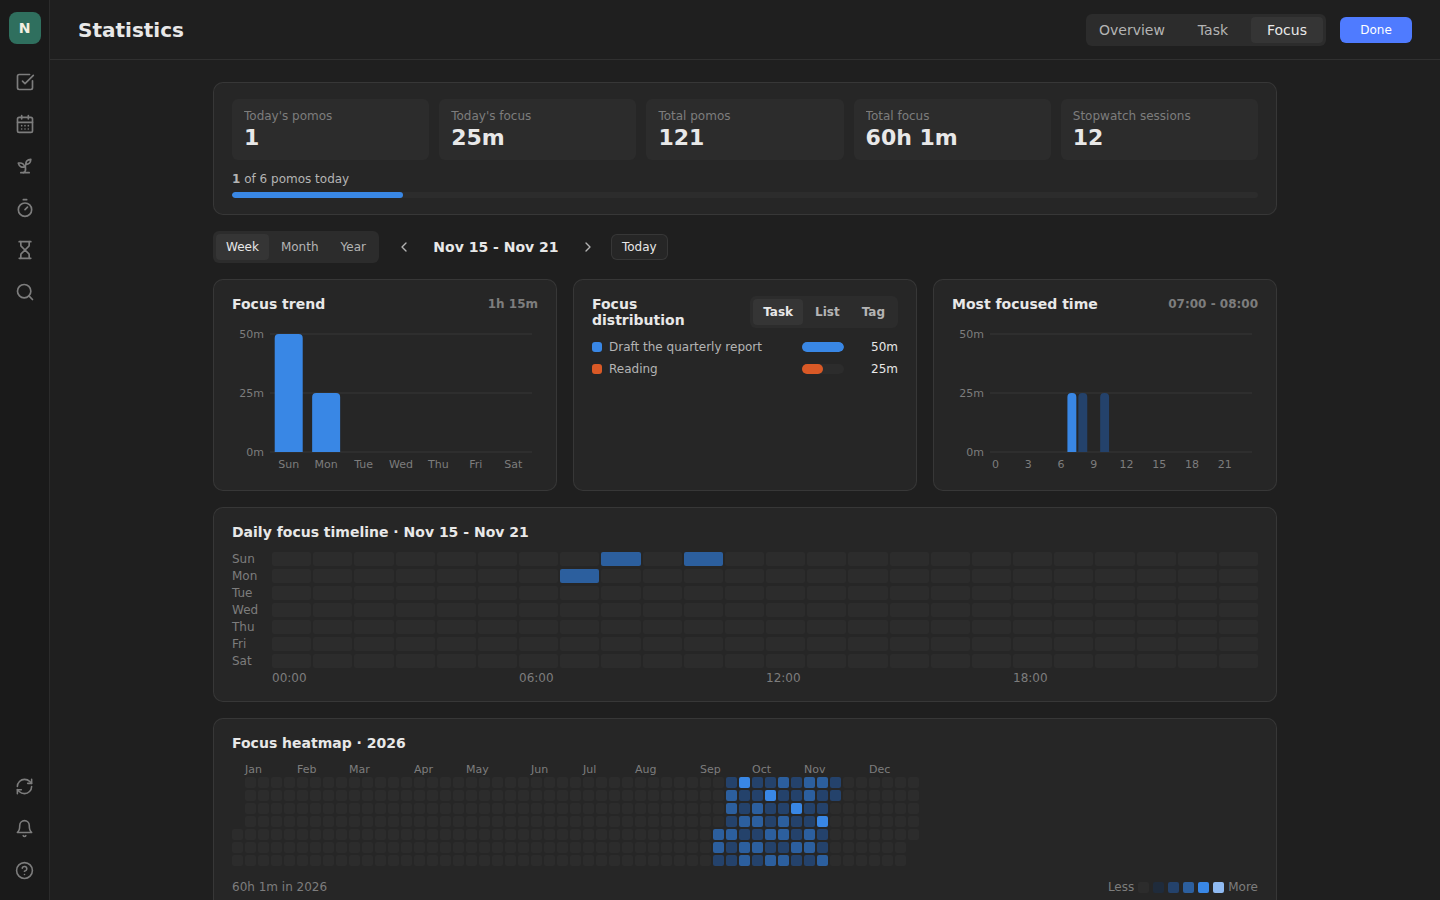 N
Statistics
Overview Task Focus Done
Today's pomos Today's focus Total pomos Total focus Stopwatch sessions
1 25m 121 60h 1m 12
1 of 6 pomos today
Week Month Year Nov 15 - Nov 21 Today
Focus trend 1h 15m
50m
25m
0m
Sun Mon Tue Wed Thu Fri Sat
Focus distribution Task List Tag
Draft the quarterly report 50m
Reading 25m
Most focused time 07:00 - 08:00
50m
25m
0m
0 3 6 9 12 15 18 21
Daily focus timeline · Nov 15 - Nov 21
Sun
Mon
Tue
Wed
Thu
Fri
Sat
00:00 06:00 12:00 18:00
Focus heatmap · 2026
Jan Feb Mar Apr May Jun Jul Aug Sep Oct Nov Dec
60h 1m in 2026 Less More